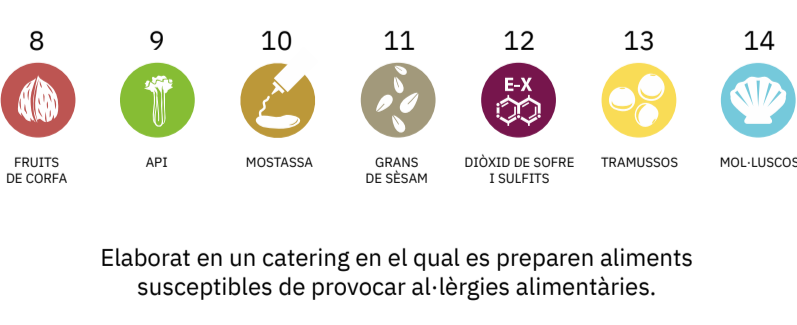 8 9 10 11 12 13 14
E-X
FRUITS
DE CORFA
API
MOSTASSA
GRANS
DE SÈSAM
DIÒXID DE SOFRE
I SULFITS
TRAMUSSOS
MOL·LUSCOS
Elaborat en un catering en el qual es preparen aliments
susceptibles de provocar al·lèrgies alimentàries.